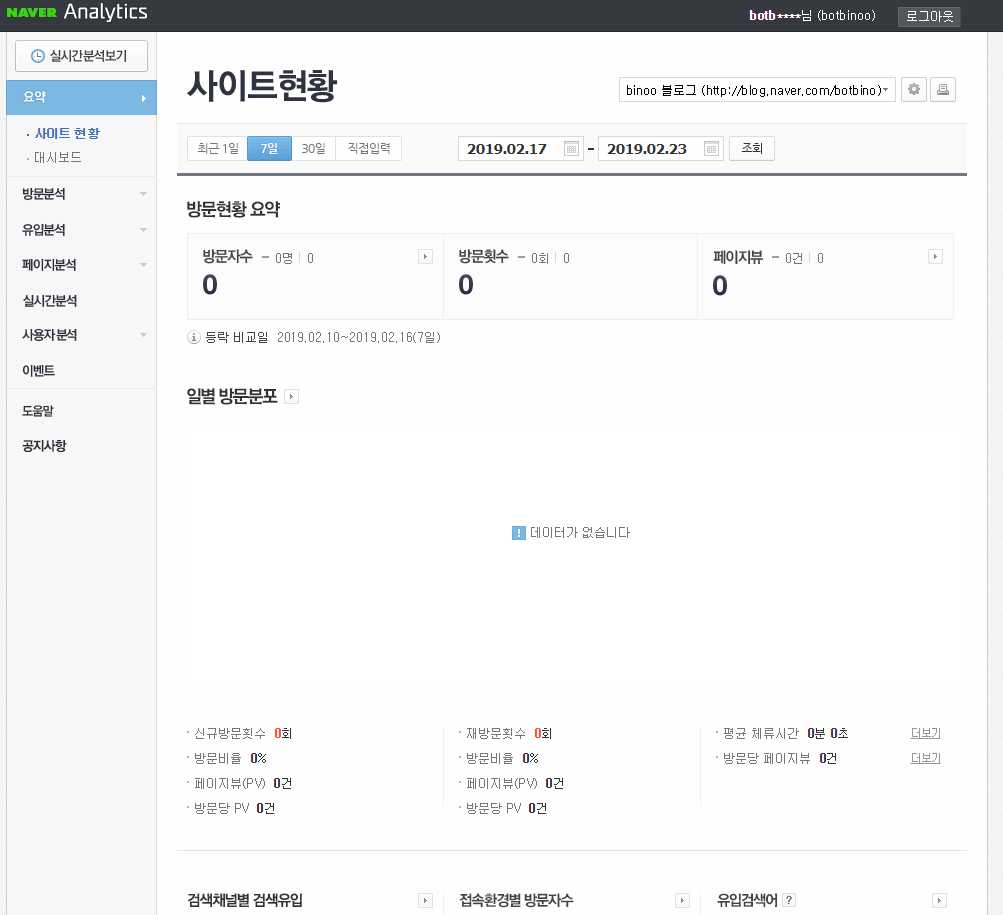 NAVER Analytics
botb****님 (botbinoo) 로그아웃
실시간분석보기
요약
· 사이트 현황
· 대시보드
방문분석
유입분석
페이지분석
실시간분석
사용자분석
이벤트
도움말
공지사항
사이트현황
binoo 블로그 (http://blog.naver.com/botbino)
최근 1일 7일 30일 직접입력 2019.02.17 - 2019.02.23 조회
방문현황 요약
방문자수 – 0명 | 0
0
방문횟수 – 0회 | 0
0
페이지뷰 – 0건 | 0
0
등락 비교일 2019.02.10~2019.02.16(7일)
일별 방문분포
! 데이터가 없습니다
· 신규방문횟수 0회
· 방문비율 0%
· 페이지뷰(PV) 0건
· 방문당 PV 0건
· 재방문횟수 0회
· 방문비율 0%
· 페이지뷰(PV) 0건
· 방문당 PV 0건
· 평균 체류시간 0분 0초 더보기
· 방문당 페이지뷰 0건 더보기
검색채널별 검색유입
접속환경별 방문자수
유입검색어 ?